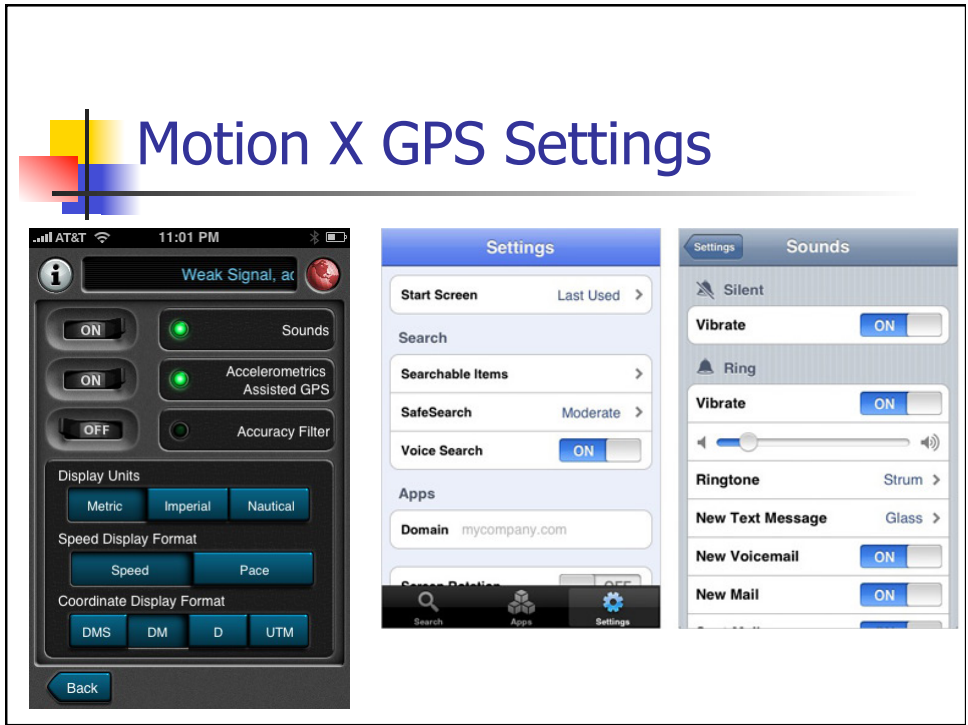 Motion X GPS Settings
AT&T 11:01 PM
Weak Signal, ac
ON Sounds
ON Accelerometrics
Assisted GPS
OFF Accuracy Filter
Display Units
Metric Imperial Nautical
Speed Display Format
Speed Pace
Coordinate Display Format
DMS DM D UTM
Back
Settings
Start Screen Last Used
Search
Searchable Items
SafeSearch Moderate
Voice Search ON
Apps
Domain mycompany.com
Screen Rotation OFF
Search Apps Settings
Settings Sounds
Silent
Vibrate ON
Ring
Vibrate ON
Ringtone Strum
New Text Message Glass
New Voicemail ON
New Mail ON